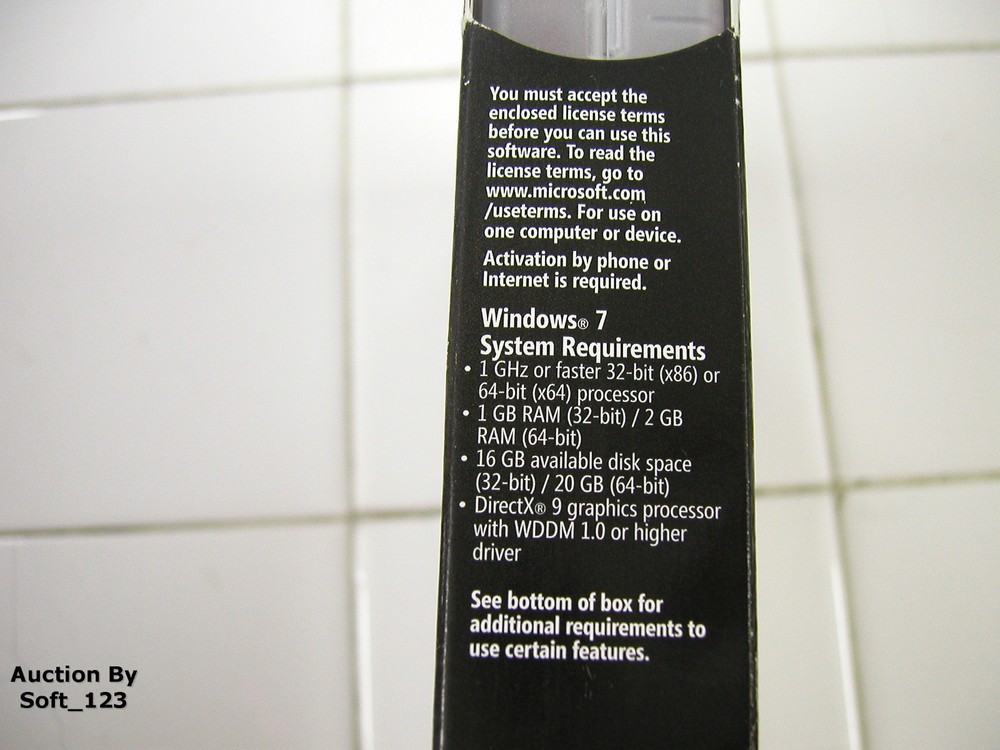 You must accept the
enclosed license terms
before you can use this
software. To read the
license terms, go to
www.microsoft.com
/useterms. For use on
one computer or device.
Activation by phone or
Internet is required.
Windows® 7
System Requirements
• 1 GHz or faster 32-bit (x86) or
64-bit (x64) processor
• 1 GB RAM (32-bit) / 2 GB
RAM (64-bit)
• 16 GB available disk space
(32-bit) / 20 GB (64-bit)
• DirectX® 9 graphics processor
with WDDM 1.0 or higher
driver
See bottom of box for
additional requirements to
use certain features.
Auction By
Soft_123